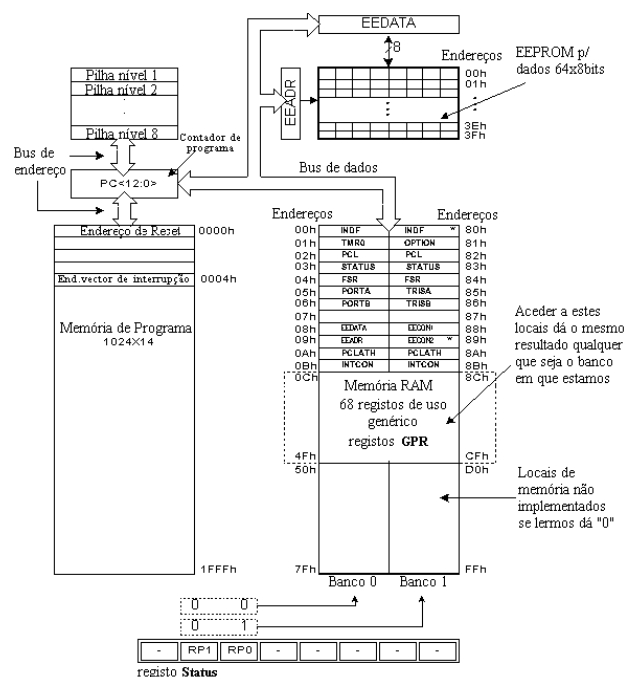 EEDATA
8
Endereços
EEPROM p/
dados 64x8bits
00h
01h
3Eh
3Fh
EEADR
Pilha nível 1
Pilha nível 2
Pilha nível 8
Contador de
programa
Bus de
endereço
PC<12:0>
Bus de dados
Endereço de Reset
0000h
End.vector de interrupção
0004h
Memória de Programa
1024X14
1FFFh
Endereços
Endereços
00h INDF INDF * 80h
01h TMR0 OPTION 81h
02h PCL PCL 82h
03h STATUS STATUS 83h
04h FSR FSR 84h
05h PORTA TRISA 85h
06h PORTB TRISB 86h
07h 87h
08h EEDATA EECON1 88h
09h EEADR EECON2 * 89h
0Ah PCLATH PCLATH 8Ah
0Bh INTCON INTCON 8Bh
0Ch 8Ch
Memória RAM
68 registos de uso
genérico
registos GPR
4Fh CFh
50h D0h
7Fh FFh
Banco 0 Banco 1
Aceder a estes
locais dá o mesmo
resultado qualquer
que seja o banco
em que estamos
Locais de
memória não
implementados
se lermos dá "0"
0 0
0 1
- RP1 RP0 - - - - -
registo Status